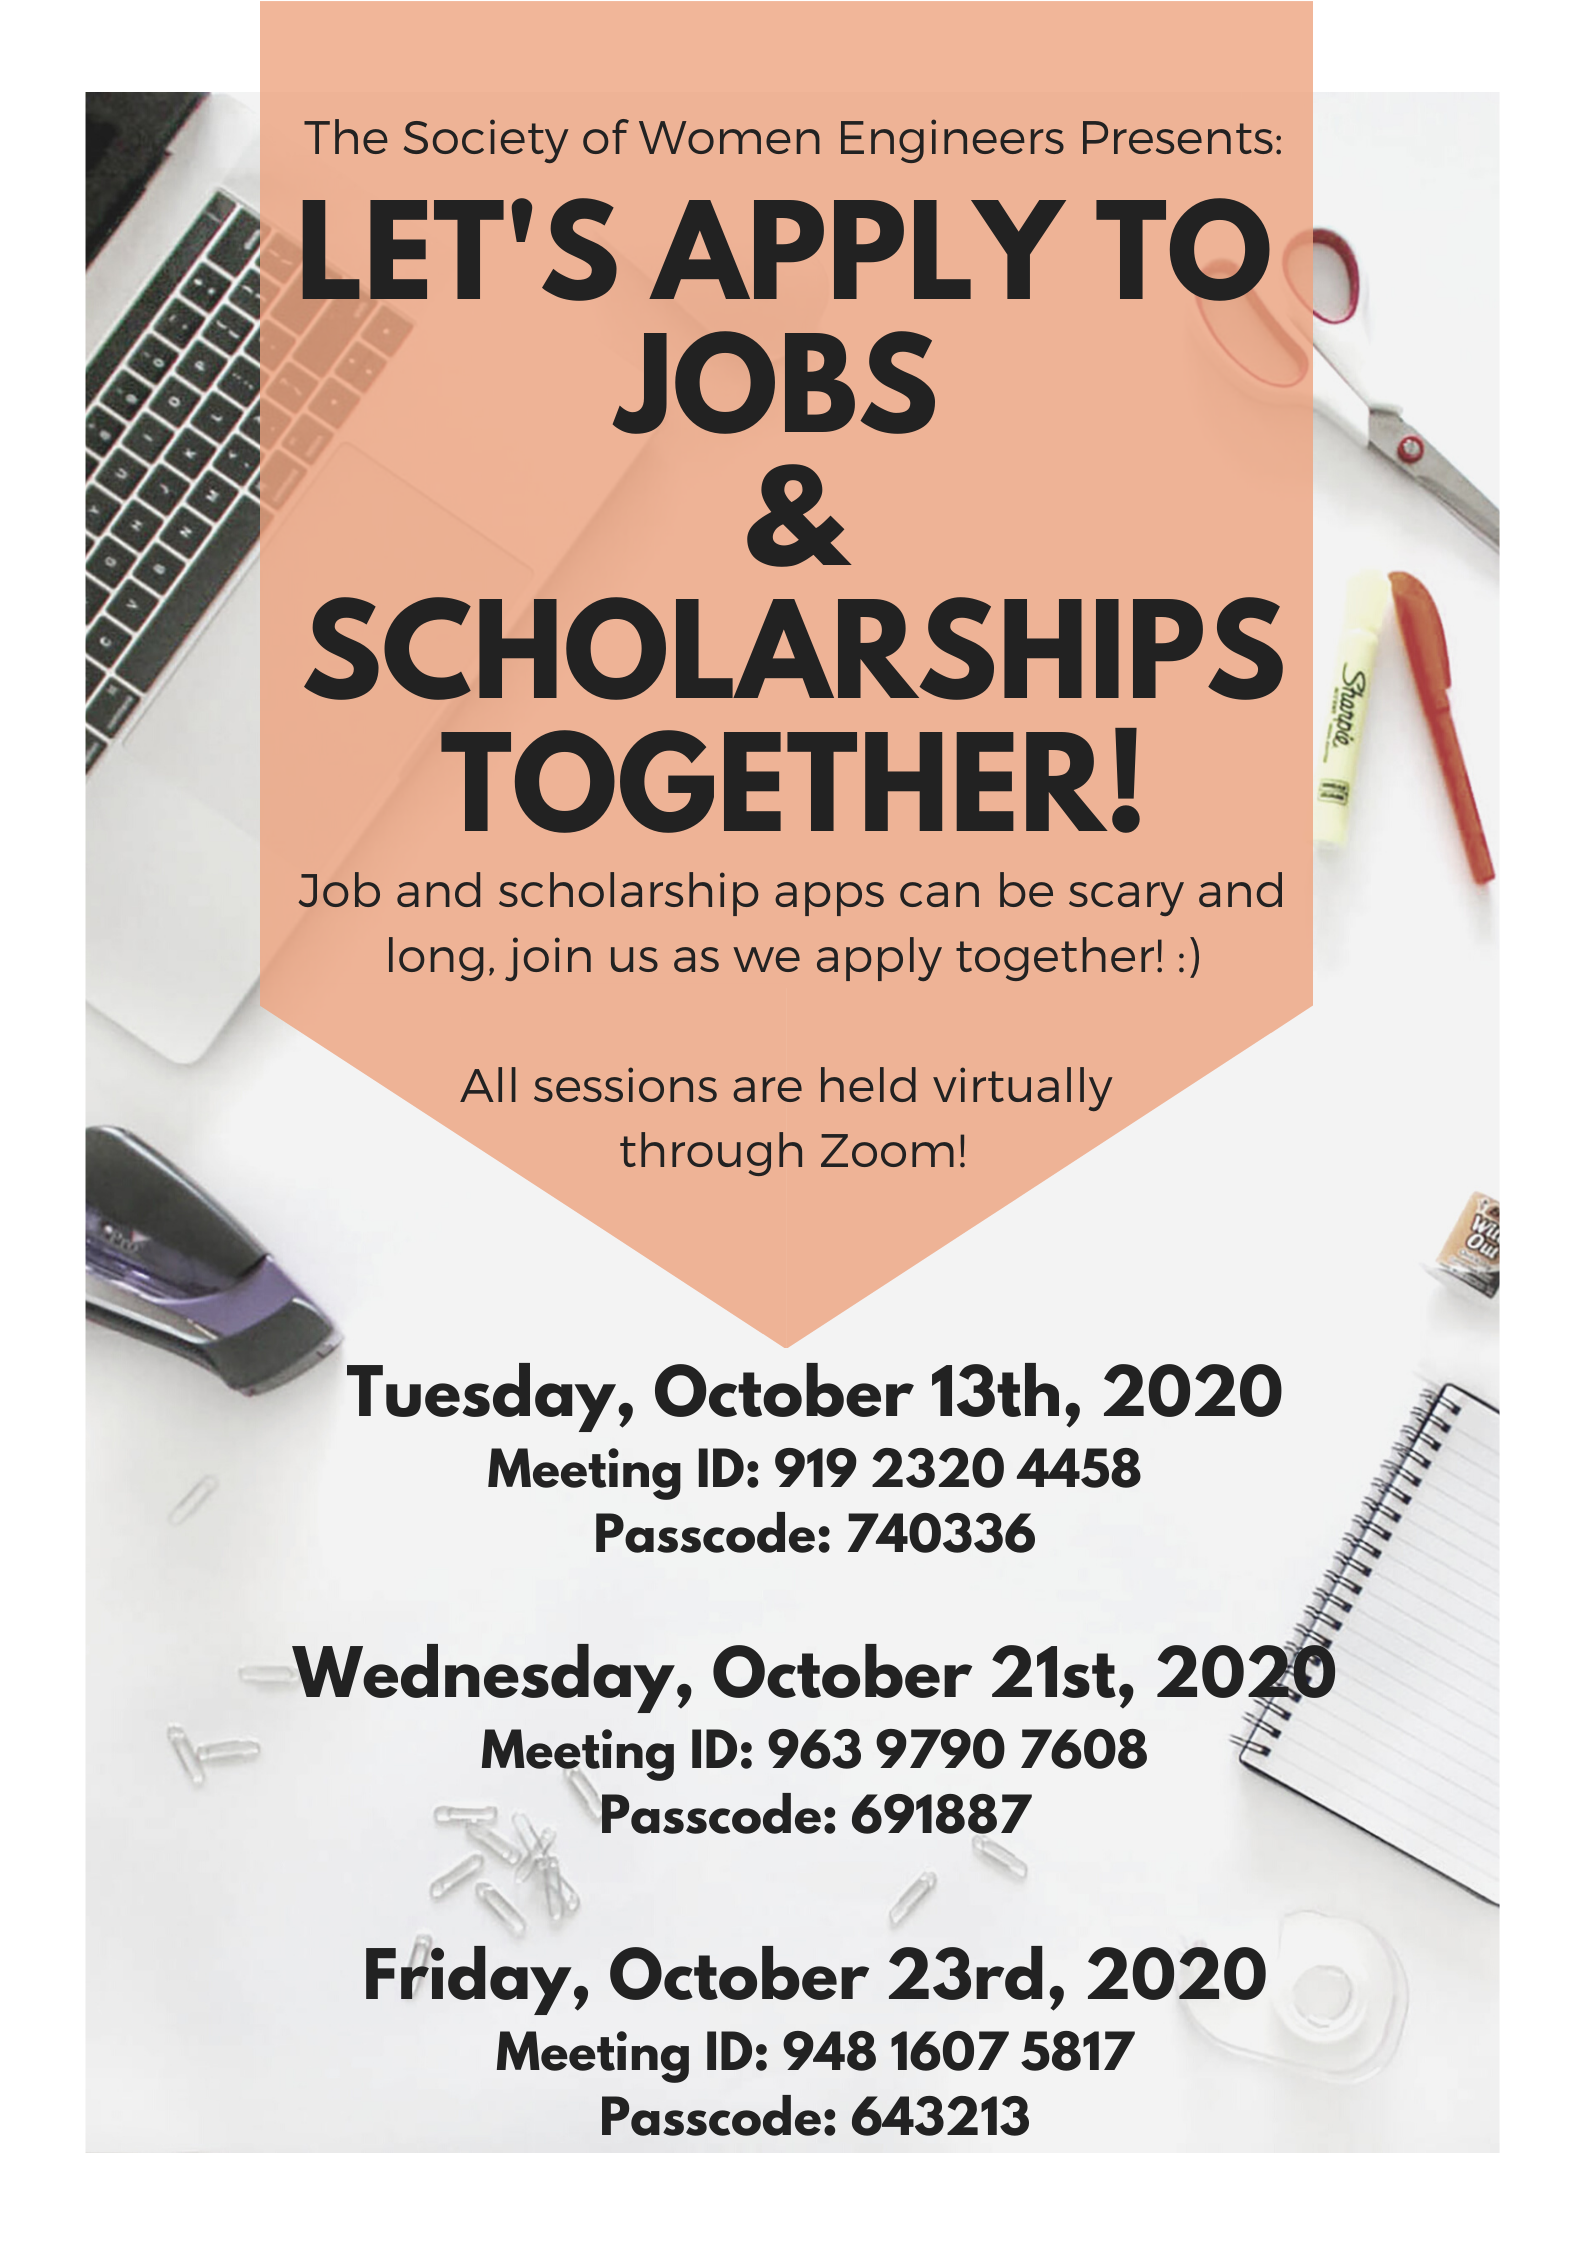 The Society of Women Engineers Presents:
LET'S APPLY TO
JOBS
&
SCHOLARSHIPS
TOGETHER!
Job and scholarship apps can be scary and
long, join us as we apply together! :)
All sessions are held virtually
through Zoom!
Sharpie
Tuesday, October 13th, 2020
Meeting ID: 919 2320 4458
Passcode: 740336
Wednesday, October 21st, 2020
Meeting ID: 963 9790 7608
Passcode: 691887
Friday, October 23rd, 2020
Meeting ID: 948 1607 5817
Passcode: 643213